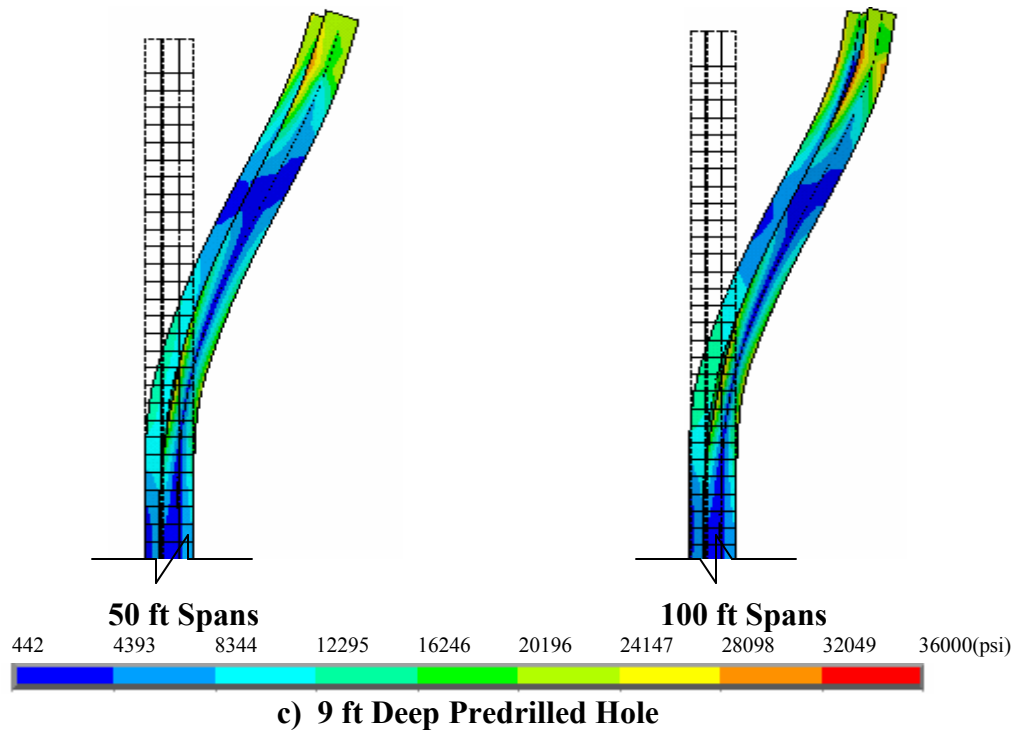 50 ft Spans
100 ft Spans
442 4393 8344 12295 16246 20196 24147 28098 32049 36000(psi)
c) 9 ft Deep Predrilled Hole